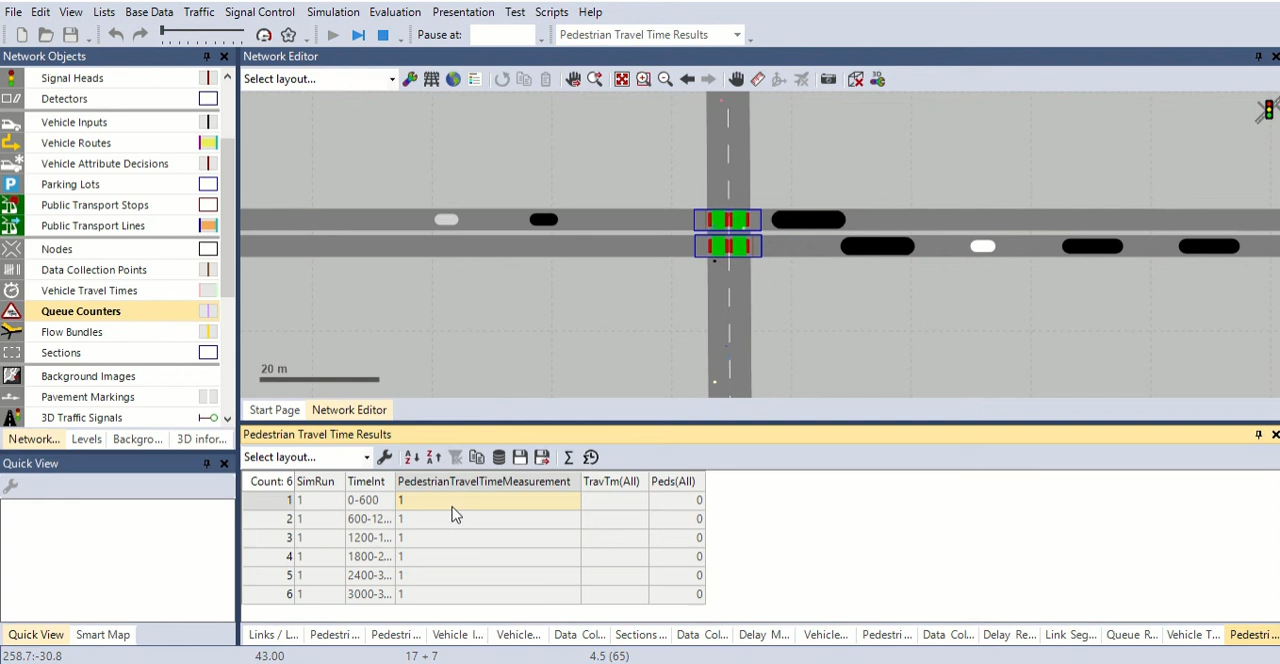 File Edit View Lists Base Data Traffic Signal Control Simulation Evaluation Presentation Test Scripts Help
Pause at: Pedestrian Travel Time Results
Network Objects
Network Editor
Select layout...
Signal Heads
Detectors
Vehicle Inputs
Vehicle Routes
Vehicle Attribute Decisions
Parking Lots
Public Transport Stops
Public Transport Lines
Nodes
Data Collection Points
Vehicle Travel Times
Queue Counters
Flow Bundles
Sections
Background Images
Pavement Markings
3D Traffic Signals
20 m
Start Page Network Editor
Network... Levels Backgro... 3D infor...
Quick View
Pedestrian Travel Time Results
Select layout...
Count: 6 SimRun TimeInt PedestrianTravelTimeMeasurement TravTm(All) Peds(All)
1 1 0-600 1 0
2 1 600-12... 1 0
3 1 1200-1... 1 0
4 1 1800-2... 1 0
5 1 2400-3... 1 0
6 1 3000-3... 1 0
Quick View Smart Map
Links / L... Pedestri... Pedestri... Vehicle I... Vehicle... Data Col... Sections... Data Col... Delay M... Vehicle... Pedestri... Data Col... Delay Re... Link Seg... Queue R... Vehicle T... Pedestri...
258.7:-30.8 43.00 17 + 7 4.5 (65)